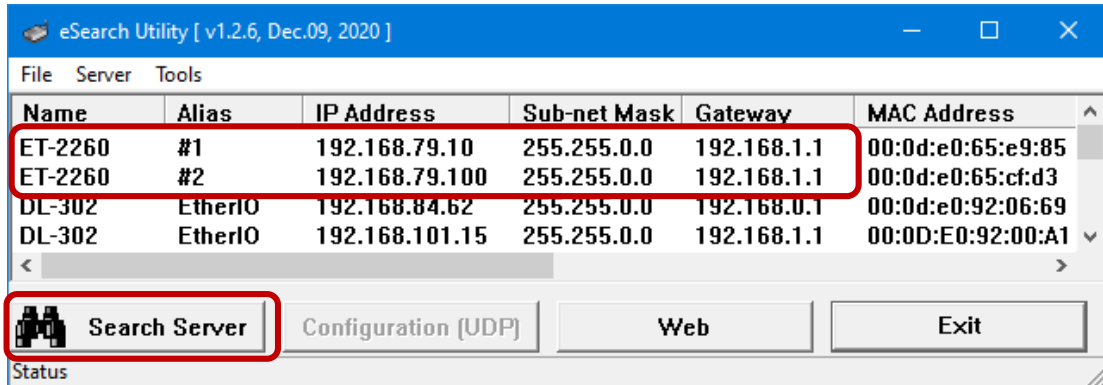 eSearch Utility [ v1.2.6, Dec.09, 2020 ]
File Server Tools
Name Alias IP Address Sub-net Mask Gateway MAC Address
ET-2260 #1 192.168.79.10 255.255.0.0 192.168.1.1 00:0d:e0:65:e9:85
ET-2260 #2 192.168.79.100 255.255.0.0 192.168.1.1 00:0d:e0:65:cf:d3
DL-302 EtherIO 192.168.84.62 255.255.0.0 192.168.0.1 00:0d:e0:92:06:69
DL-302 EtherIO 192.168.101.15 255.255.0.0 192.168.1.1 00:0D:E0:92:00:A1
Search Server Configuration (UDP) Web Exit
Status